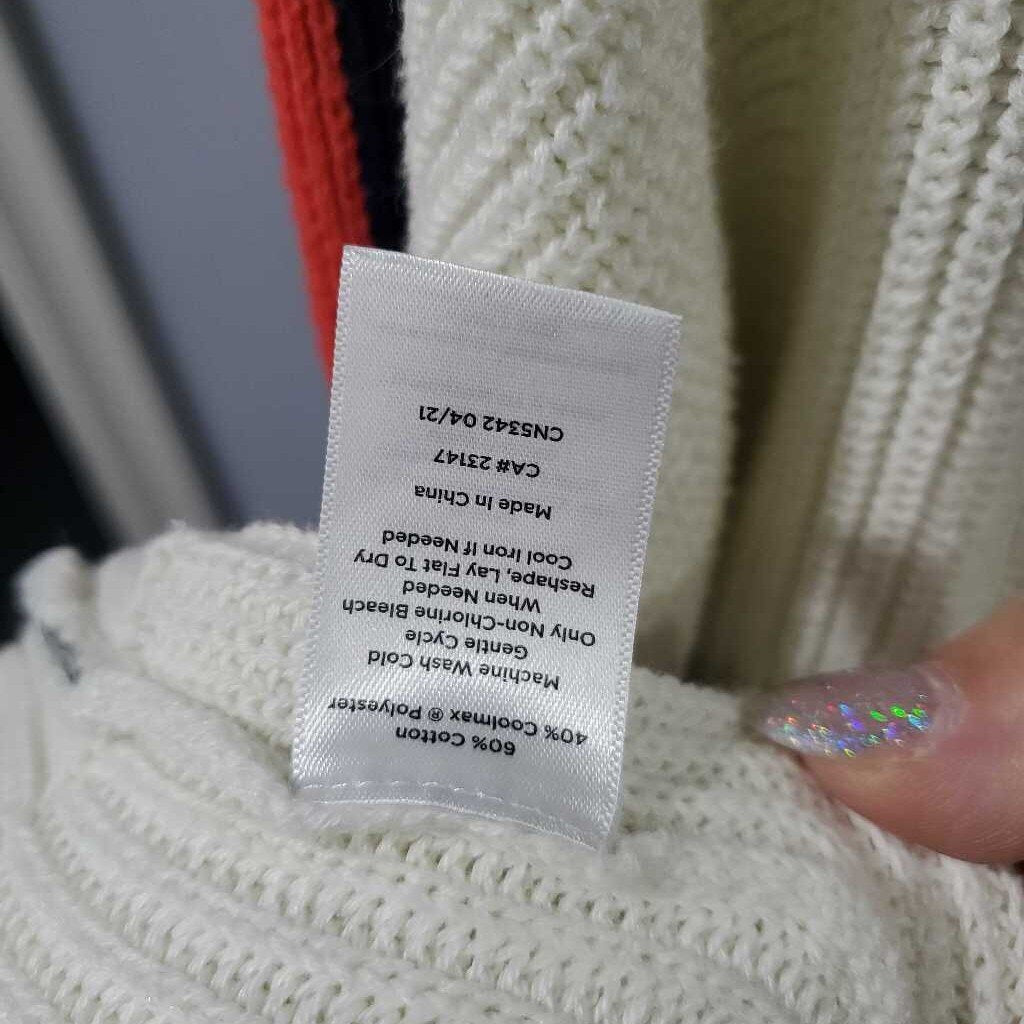 60% Cotton
40% Coolmax ® Polyester
Machine Wash Cold
Gentle Cycle
Only Non-Chlorine Bleach
When Needed
Reshape, Lay Flat To Dry
Cool Iron If Needed
Made In China
CA# 23147
CN5342 04/21